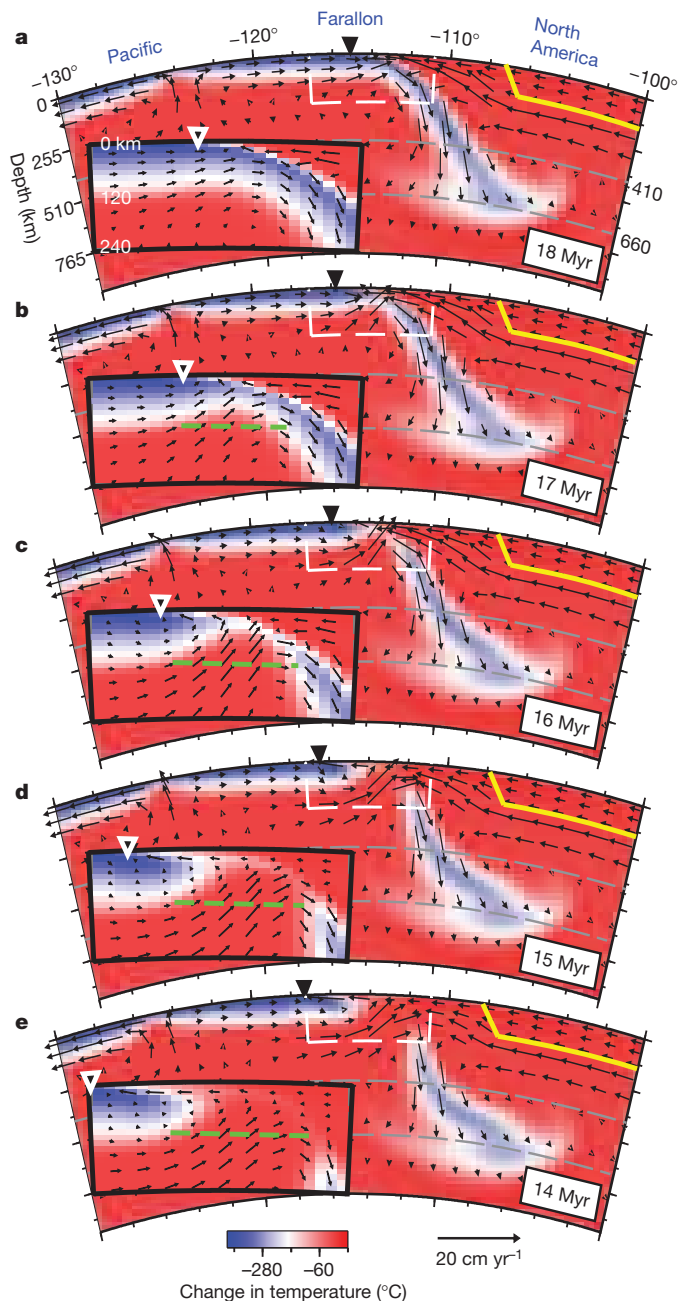 a
Pacific
Farallon
North
America
−130°
−120°
−110°
−100°
0
255
510
765
Depth (km)
0 km
120
240
410
660
18 Myr
b
17 Myr
c
16 Myr
d
15 Myr
e
14 Myr
−280
−60
Change in temperature (°C)
20 cm yr⁻¹